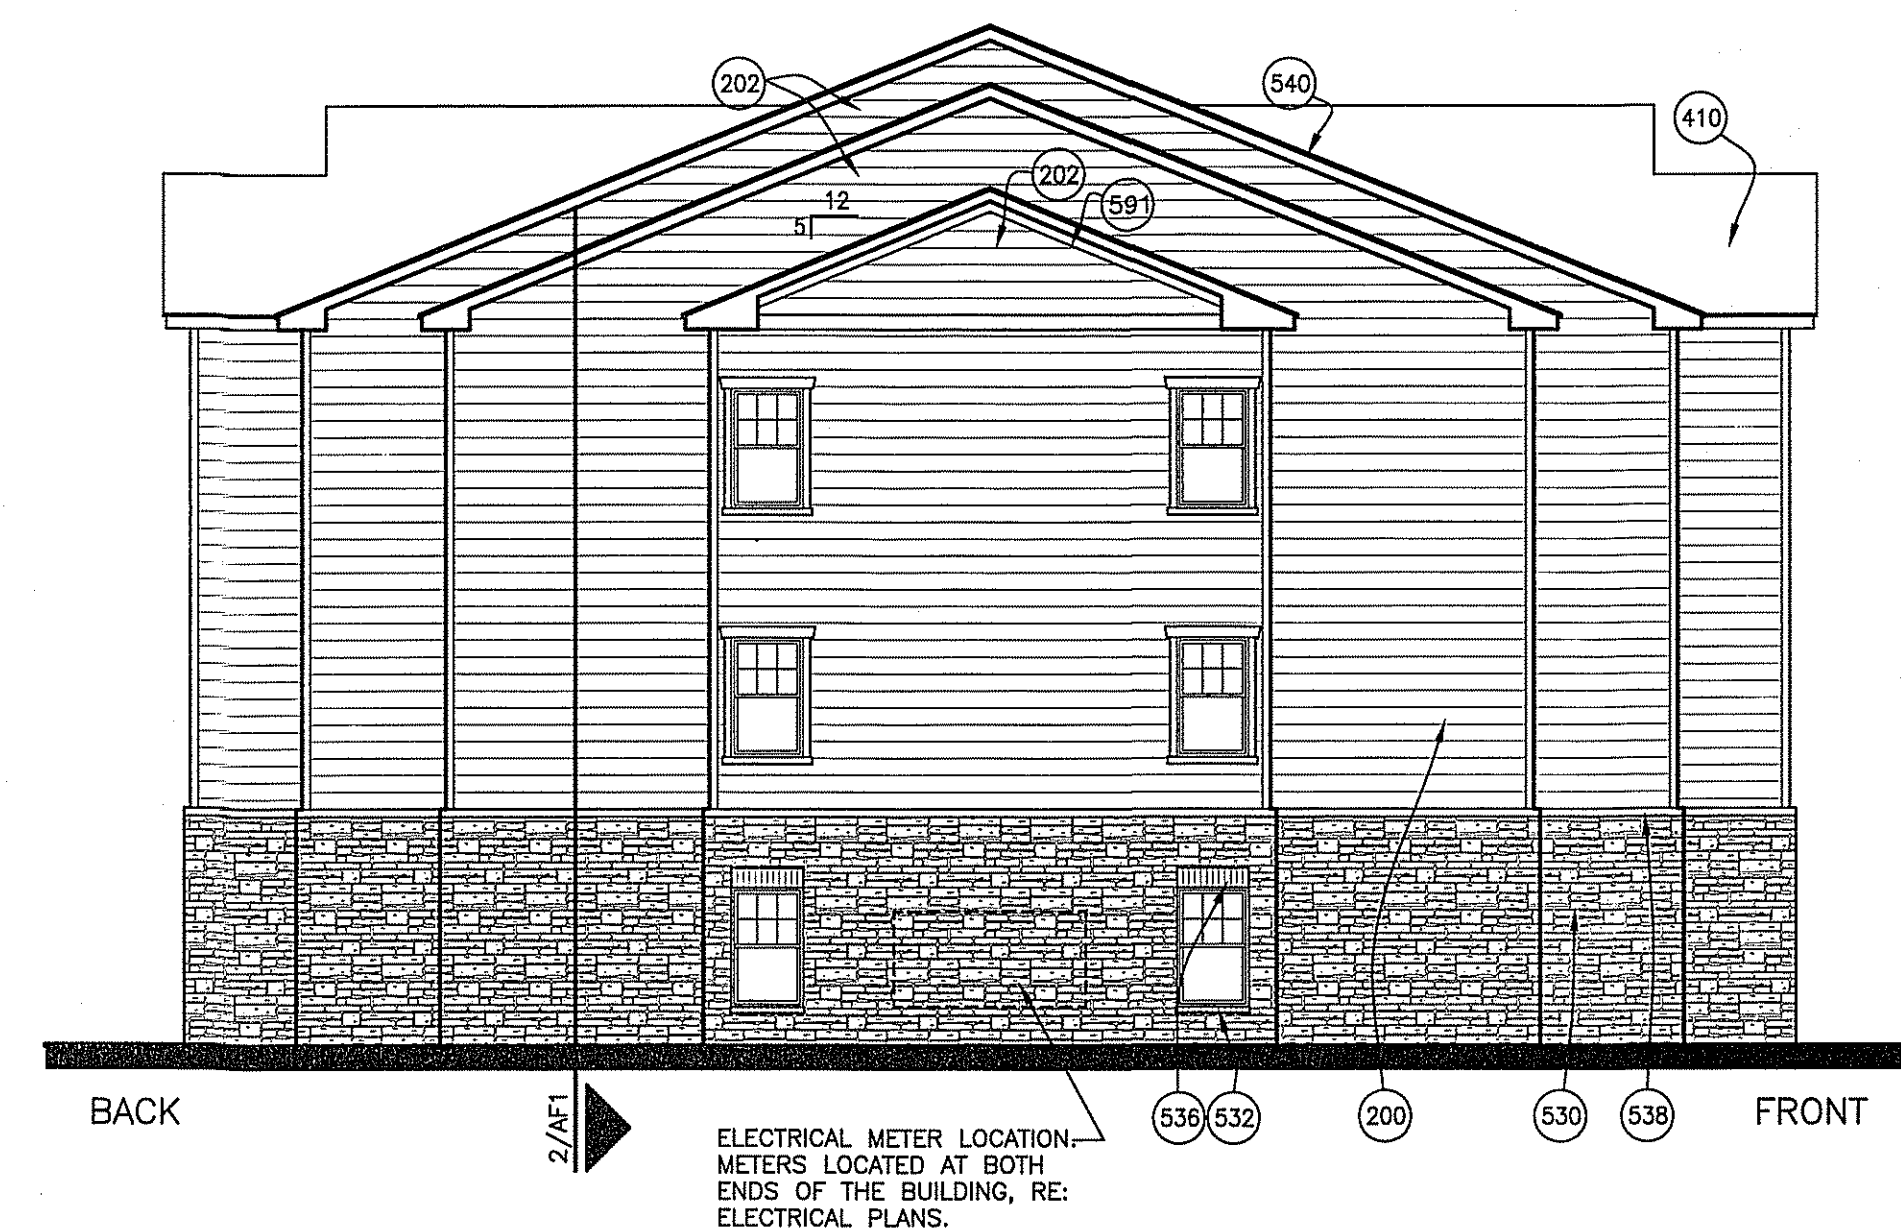 202
540
410
202
591
12
5
BACK
2/AF1
536
532
200
530
538
FRONT
ELECTRICAL METER LOCATION.
METERS LOCATED AT BOTH
ENDS OF THE BUILDING, RE:
ELECTRICAL PLANS.